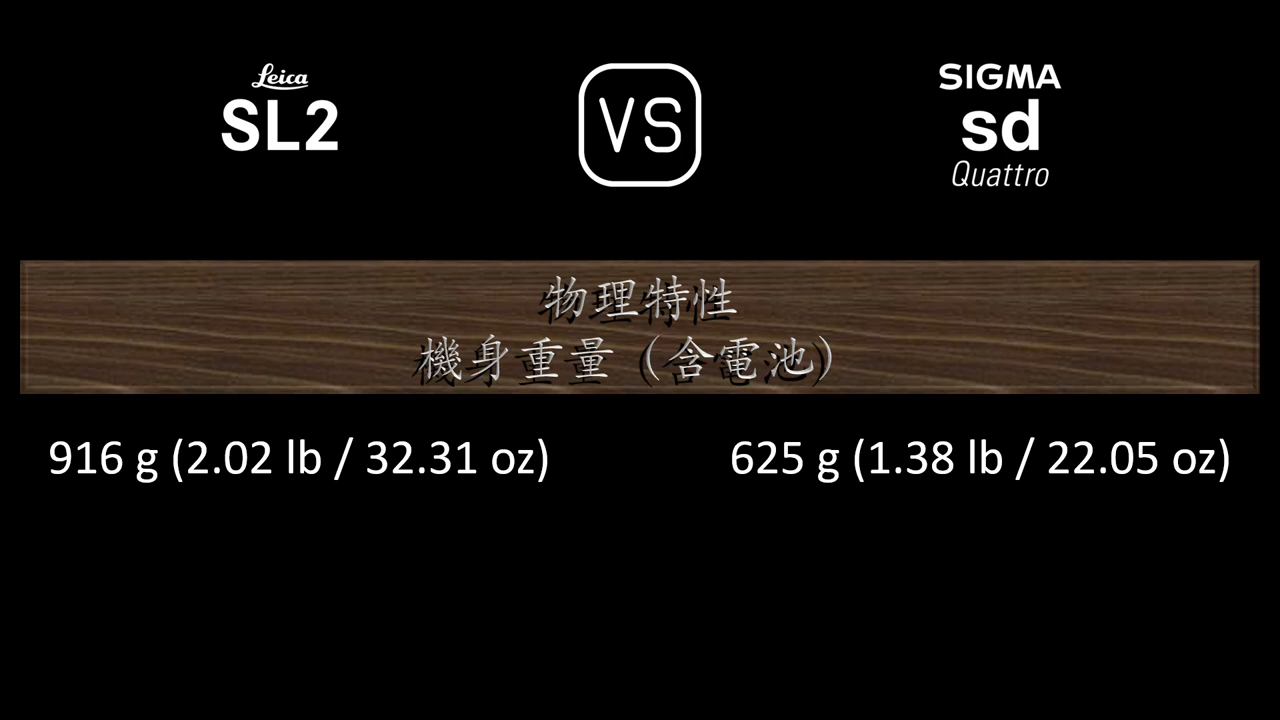 Leica
SL2
VS
SIGMA
sd
Quattro
物理特性
機身重量（含電池）
916 g (2.02 lb / 32.31 oz)
625 g (1.38 lb / 22.05 oz)